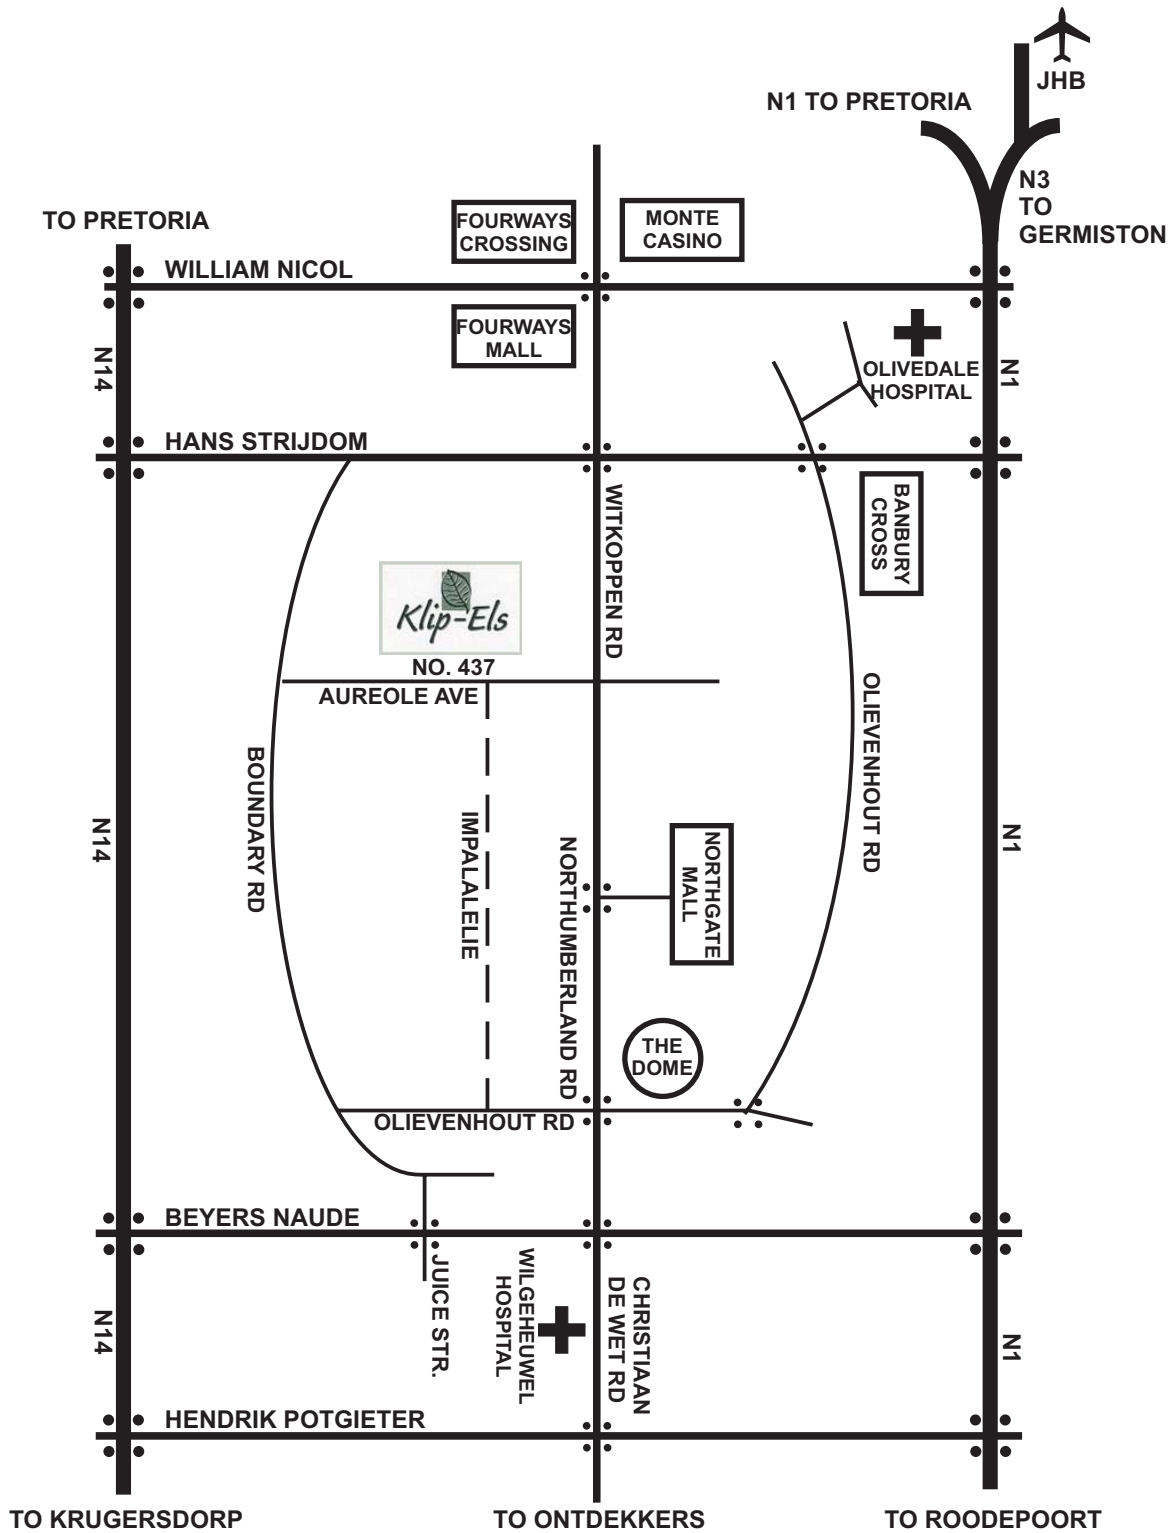 JHB
N1 TO PRETORIA
N3
TO
GERMISTON
TO PRETORIA
FOURWAYS
CROSSING
MONTE
CASINO
WILLIAM NICOL
FOURWAYS
MALL
N14
OLIVEDALE
HOSPITAL
N1
HANS STRIJDOM
WITKOPPEN RD
BANBURY
CROSS
Klip-Els
NO. 437
AUREOLE AVE
OLIEVENHOUT RD
BOUNDARY RD
N14
IMPALALELIE
NORTHUMBERLAND RD
NORTHGATE
MALL
N1
THE
DOME
OLIEVENHOUT RD
BEYERS NAUDE
JUICE STR.
WILGEHEUWEL
HOSPITAL
CHRISTIAAN
DE WET RD
N14
N1
HENDRIK POTGIETER
TO KRUGERSDORP
TO ONTDEKKERS
TO ROODEPOORT